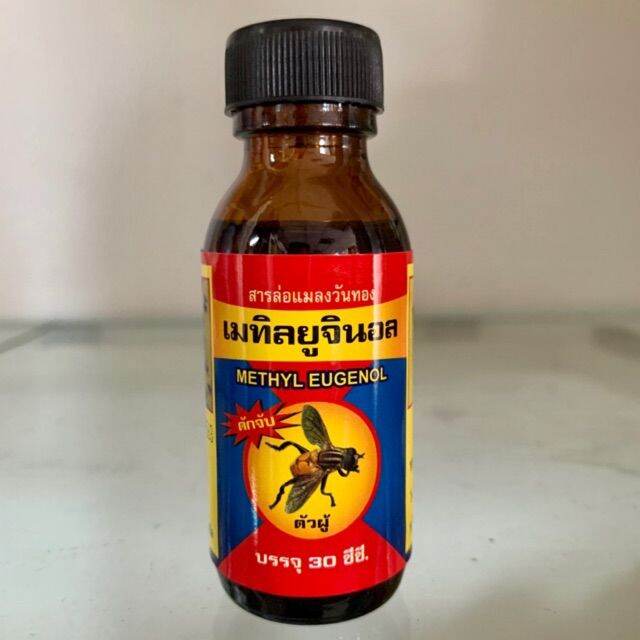 สารล่อแมลงวันทอง
เมทิลยูจินอล
METHYL EUGENOL
ดักจับ
ตัวผู้
บรรจุ 30 ซีซี.